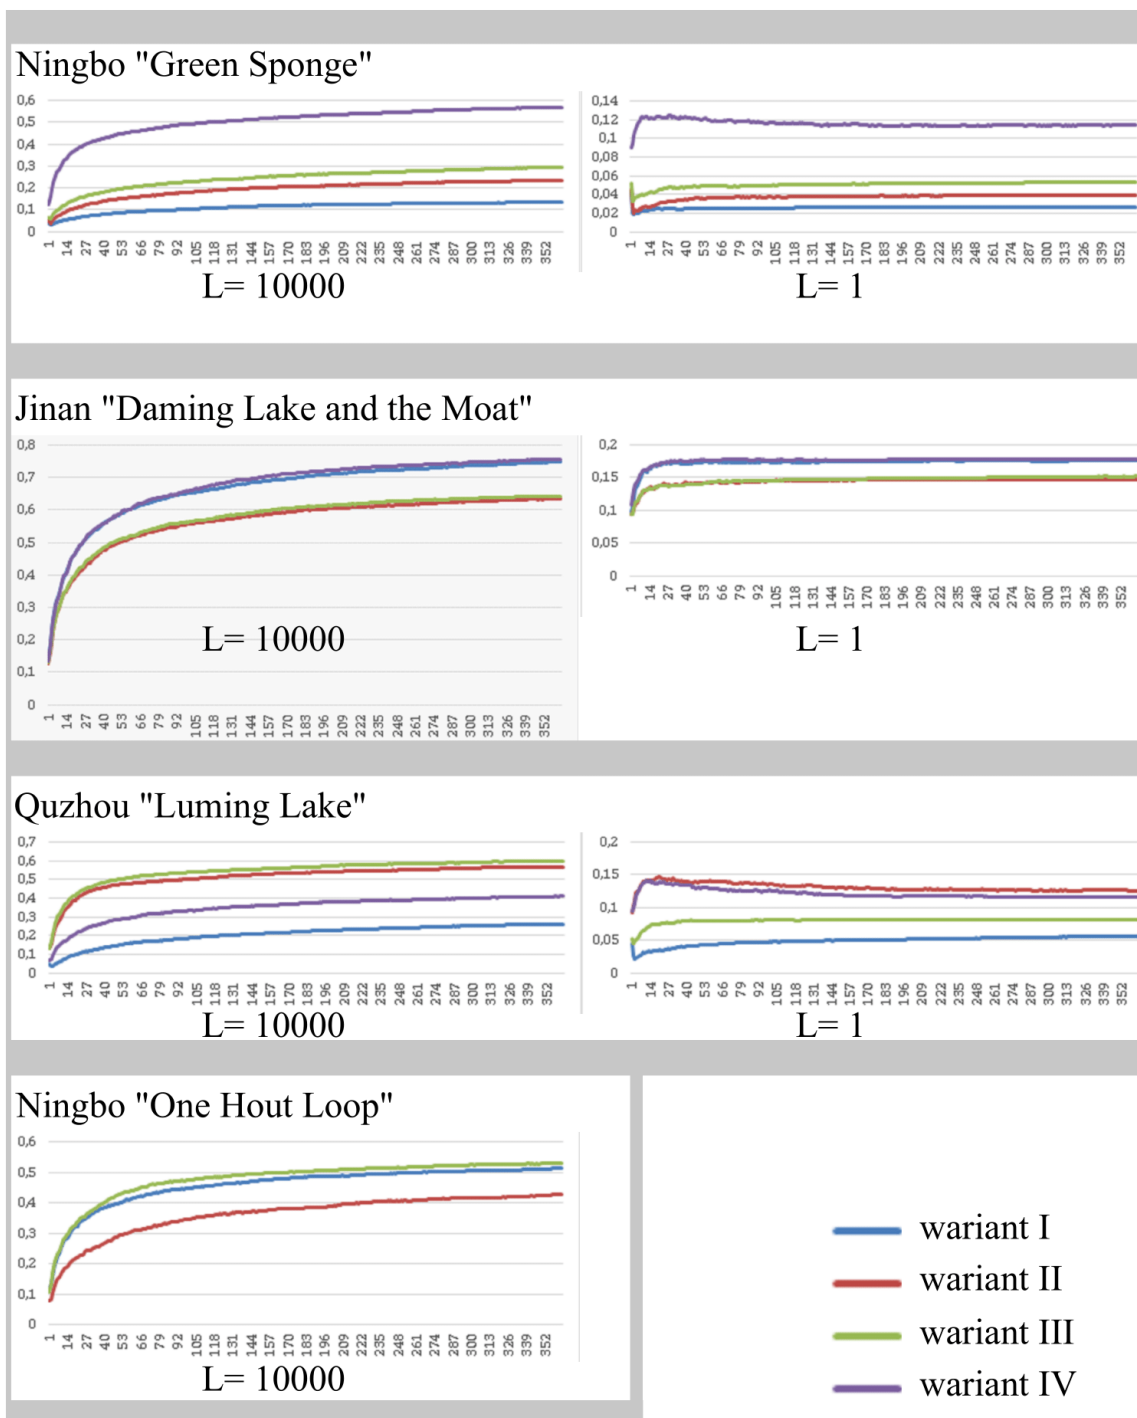 Ningbo "Green Sponge"
0,6
0,5
0,4
0,3
0,2
0,1
0
1 14 27 40 53 66 79 92 105 118 131 144 157 170 183 196 209 222 235 248 261 274 287 300 313 326 339 352
L= 10000
0,14
0,12
0,1
0,08
0,06
0,04
0,02
0
1 14 27 40 53 66 79 92 105 118 131 144 157 170 183 196 209 222 235 248 261 274 287 300 313 326 339 352
L= 1
Jinan "Daming Lake and the Moat"
0,8
0,7
0,6
0,5
0,4
0,3
0,2
0,1
0
1 14 27 40 53 66 79 92 105 118 131 144 157 170 183 196 209 222 235 248 261 274 287 300 313 326 339 352
L= 10000
0,2
0,15
0,1
0,05
0
1 14 27 40 53 66 79 92 105 118 131 144 157 170 183 196 209 222 235 248 261 274 287 300 313 326 339 352
L= 1
Quzhou "Luming Lake"
0,7
0,6
0,5
0,4
0,3
0,2
0,1
0
1 14 27 40 53 66 79 92 105 118 131 144 157 170 183 196 209 222 235 248 261 274 287 300 313 326 339 352
L= 10000
0,2
0,15
0,1
0,05
0
1 14 27 40 53 66 79 92 105 118 131 144 157 170 183 196 209 222 235 248 261 274 287 300 313 326 339 352
L= 1
Ningbo "One Hout Loop"
0,6
0,5
0,4
0,3
0,2
0,1
0
1 14 27 40 53 66 79 92 105 118 131 144 157 170 183 196 209 222 235 248 261 274 287 300 313 326 339 352
L= 10000
wariant I
wariant II
wariant III
wariant IV